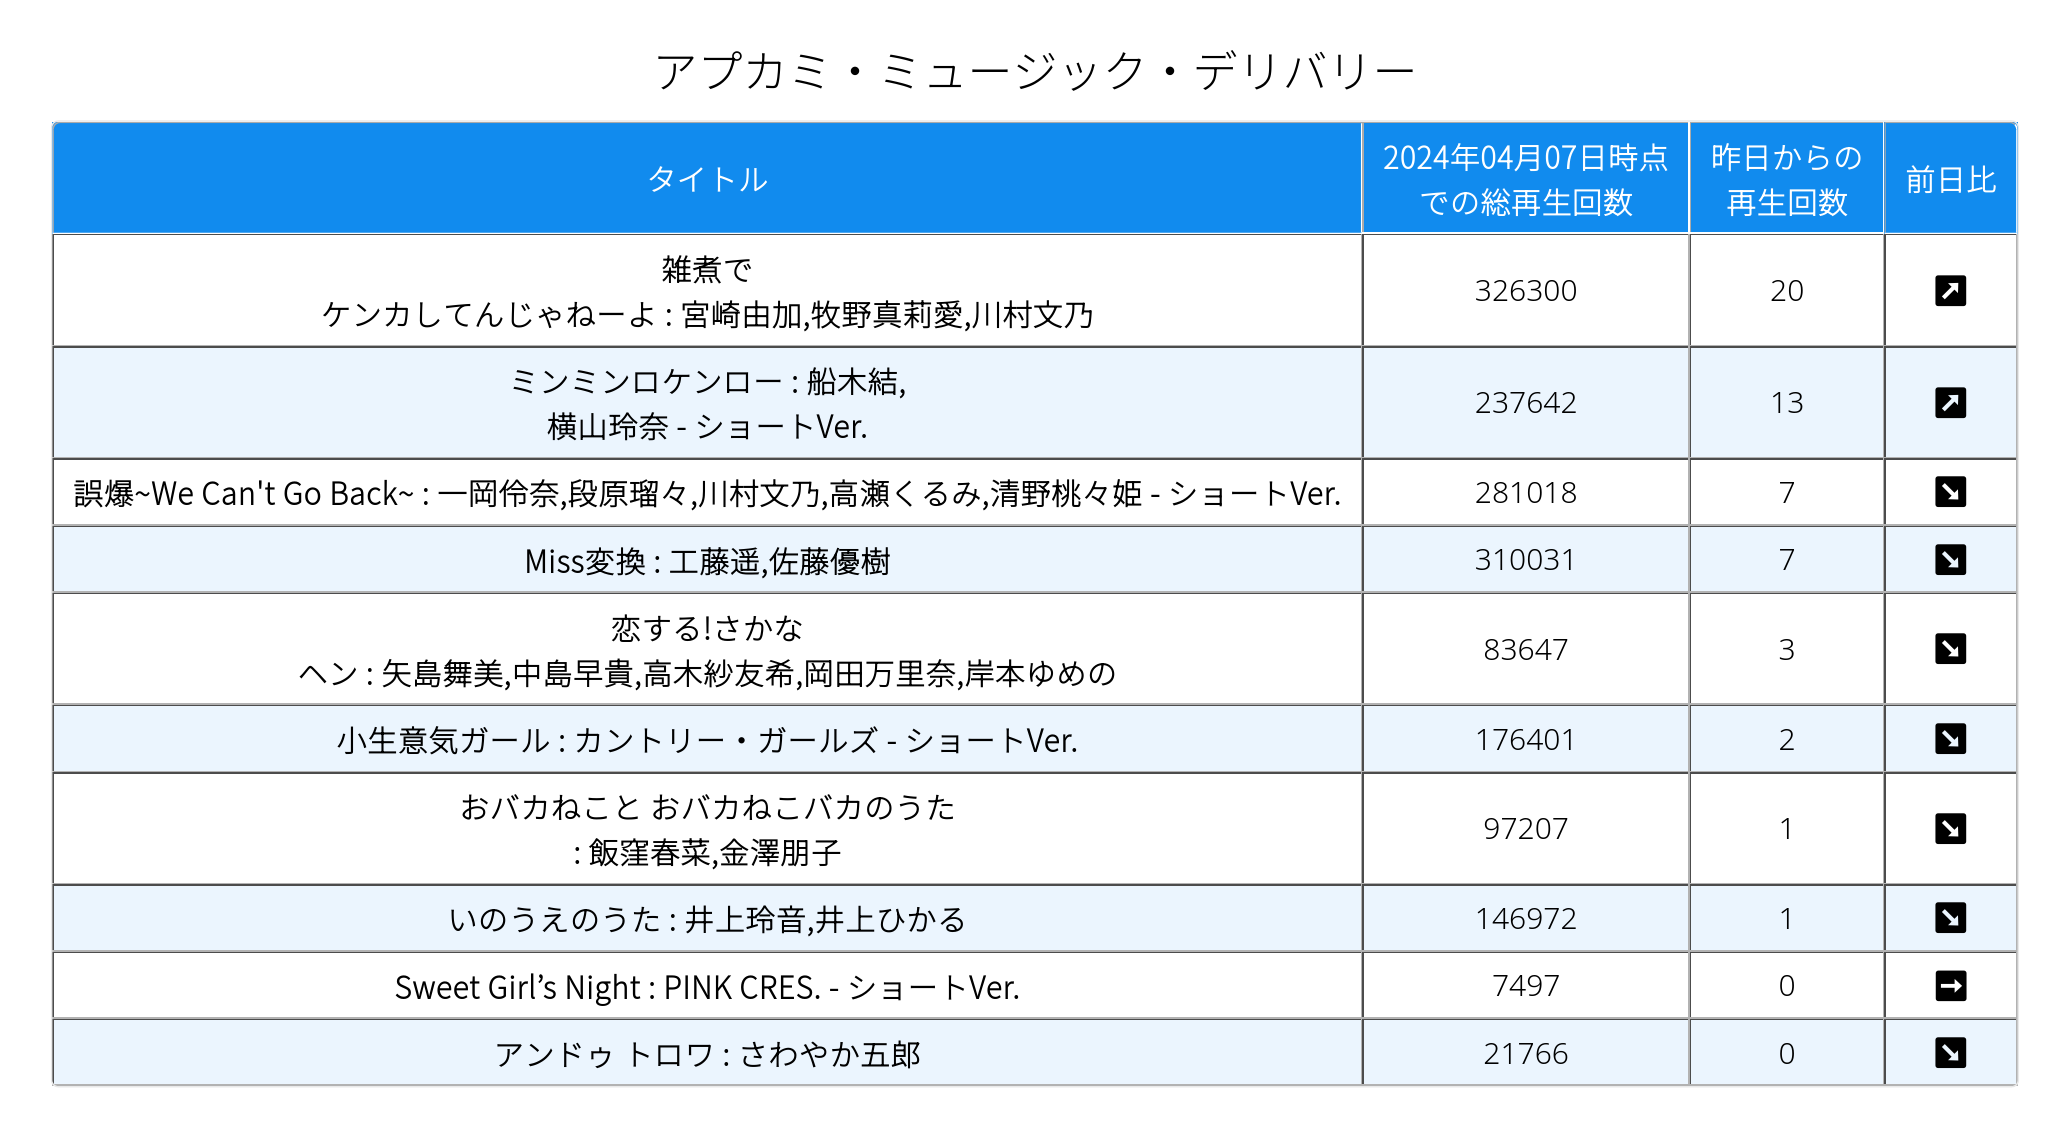 アプカミ・ミュージック・デリバリー
タイトル
2024年04月07日時点
での総再生回数
昨日からの
再生回数
前日比
雑煮で
ケンカしてんじゃねーよ : 宮崎由加,牧野真莉愛,川村文乃
326300
20
ミンミンロケンロー : 船木結,
横山玲奈 - ショートVer.
237642
13
誤爆~We Can't Go Back~ : 一岡伶奈,段原瑠々,川村文乃,高瀬くるみ,清野桃々姫 - ショートVer.
281018
7
Miss変換 : 工藤遥,佐藤優樹
310031
7
恋する!さかな
ヘン : 矢島舞美,中島早貴,高木紗友希,岡田万里奈,岸本ゆめの
83647
3
小生意気ガール : カントリー・ガールズ - ショートVer.
176401
2
おバカねこと おバカねこバカのうた
: 飯窪春菜,金澤朋子
97207
1
いのうえのうた : 井上玲音,井上ひかる
146972
1
Sweet Girl’s Night : PINK CRES. - ショートVer.
7497
0
アンドゥ トロワ : さわやか五郎
21766
0